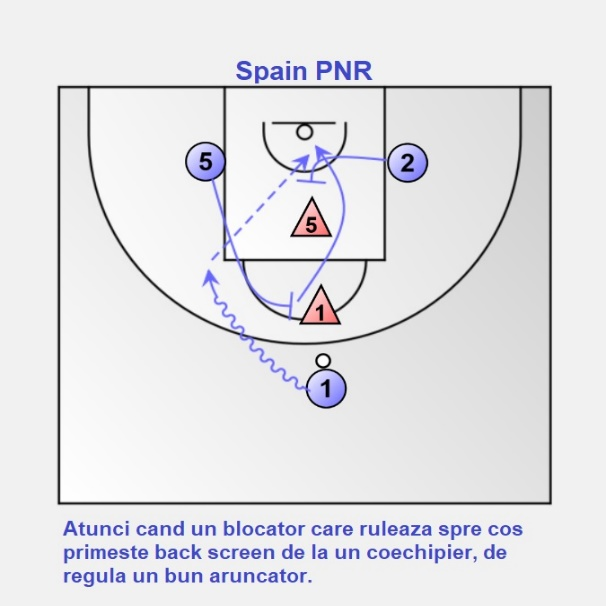 Spain PNR
5
2
5
1
1
Atunci cand un blocator care ruleaza spre cos
primeste back screen de la un coechipier, de
regula un bun aruncator.